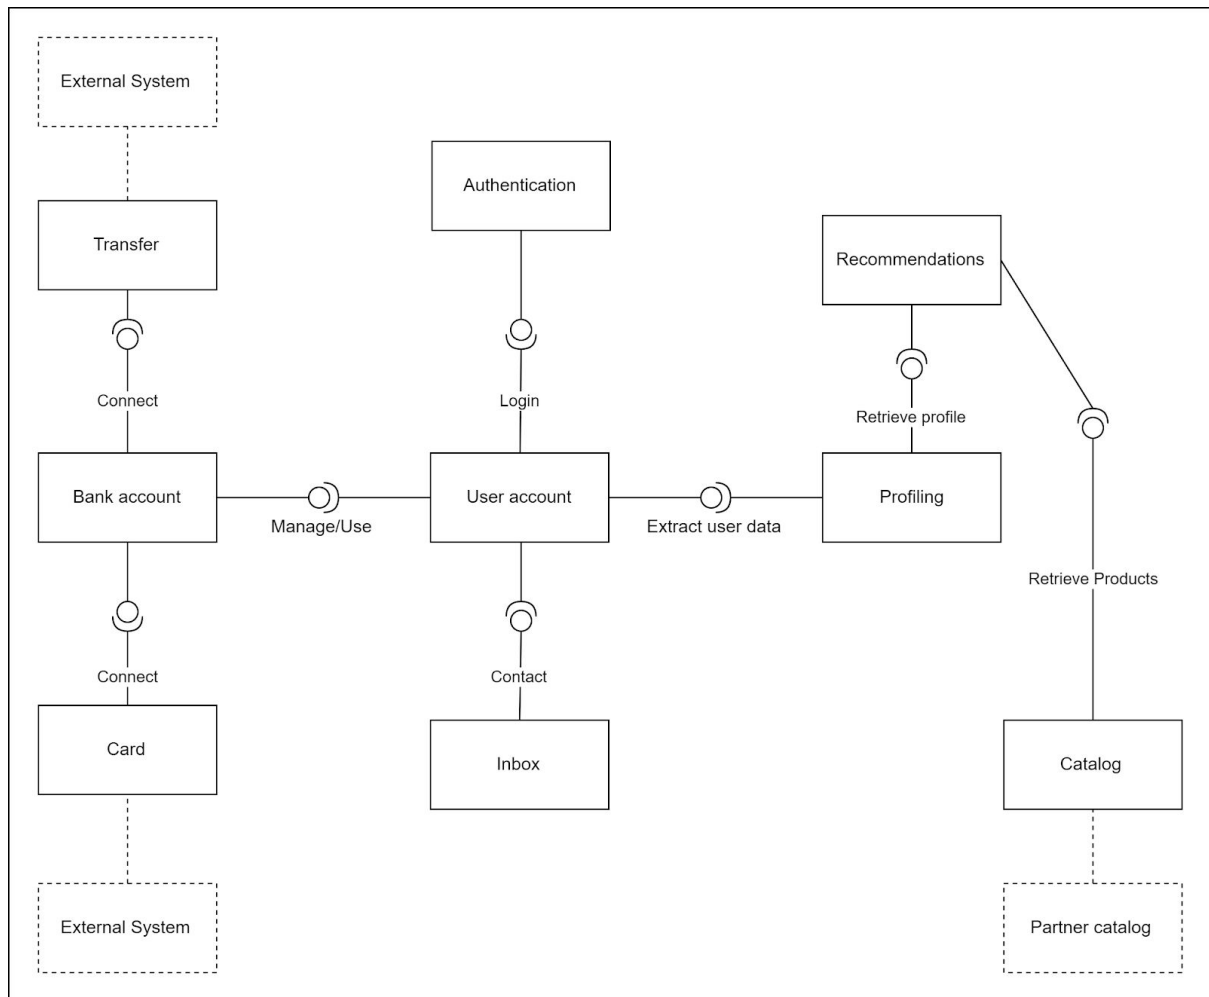 External System
Authentication
Transfer
Recommendations
Connect
Login
Retrieve profile
Bank account
User account
Profiling
Manage/Use
Extract user data
Retrieve Products
Connect
Contact
Card
Inbox
Catalog
External System
Partner catalog